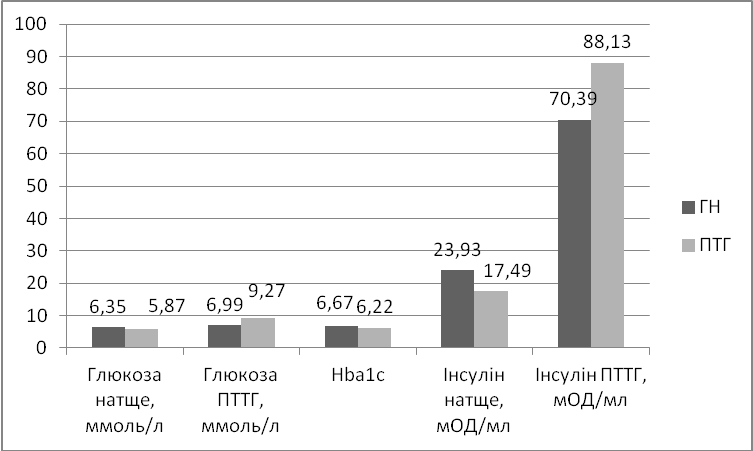 100
90
80
70
60
50
40
30
20
10
0
6,35
5,87
6,99
9,27
6,67
6,22
23,93
17,49
70,39
88,13
Глюкоза
натще,
ммоль/л
Глюкоза
ПТТГ,
ммоль/л
Hba1c
Інсулін
натще,
мОД/мл
Інсулін ПТТГ,
мОД/мл
ГН
ПТГ